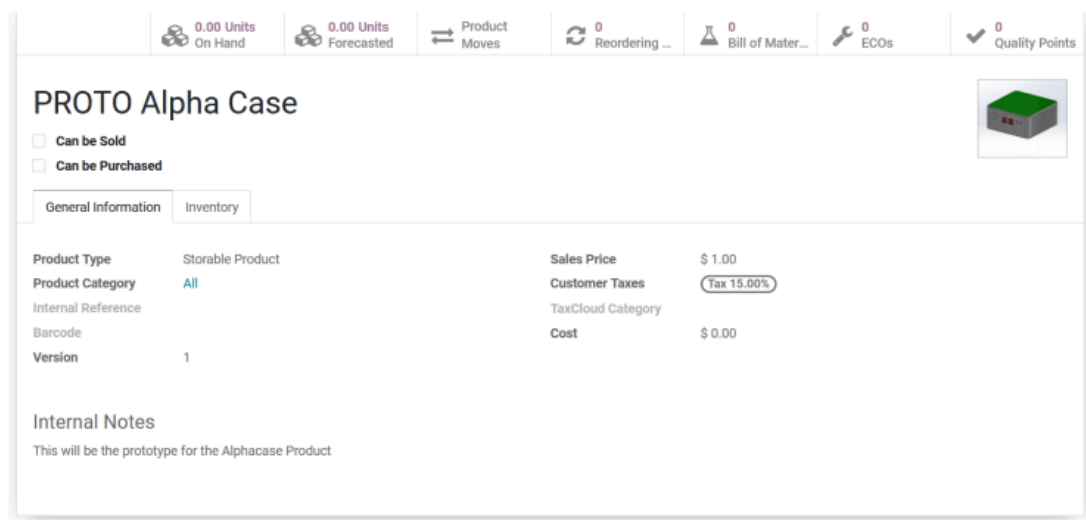 0.00 Units
On Hand
0.00 Units
Forecasted
Product
Moves
0
Reordering ...
0
Bill of Mater...
0
ECOs
0
Quality Points
PROTO Alpha Case
Can be Sold
Can be Purchased
General Information
Inventory
Product Type Storable Product
Product Category All
Internal Reference
Barcode
Version 1
Sales Price $ 1.00
Customer Taxes Tax 15.00%
TaxCloud Category
Cost $ 0.00
Internal Notes
This will be the prototype for the Alphacase Product